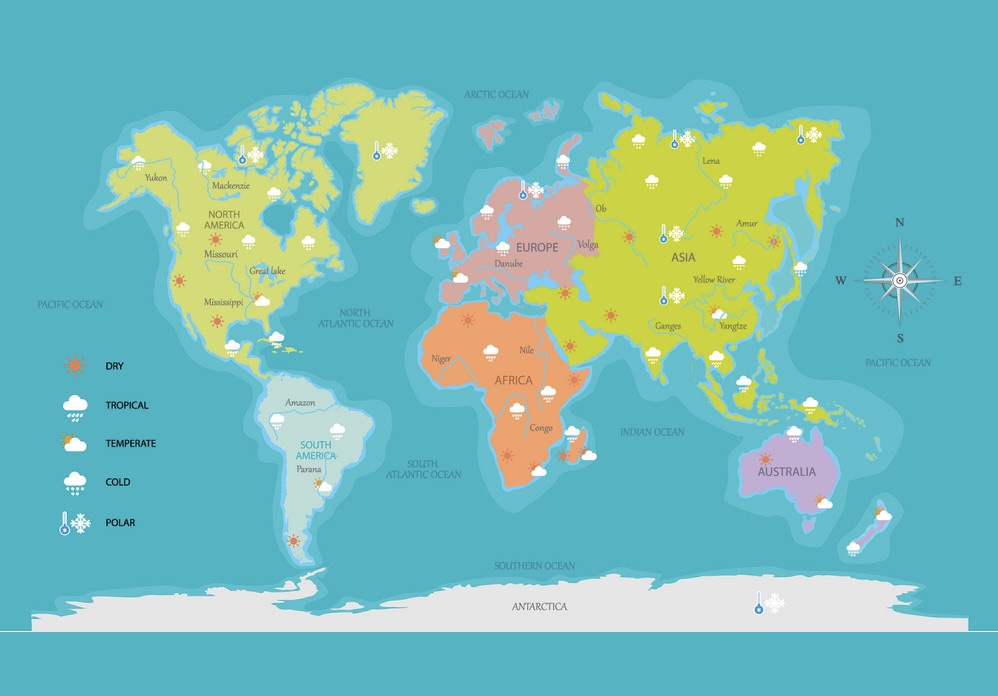 ARCTIC OCEAN
Lena
Yukon
Mackenzie
NORTH
AMERICA
Ob
Missouri
EUROPE
Volga
Amur
ASIA
Danube
Great lake
Yellow River
N
W
E
S
PACIFIC OCEAN
Mississippi
NORTH
ATLANTIC OCEAN
Ganges
Yangtze
Nile
Niger
PACIFIC OCEAN
DRY
AFRICA
TROPICAL
Amazon
Congo
INDIAN OCEAN
TEMPERATE
SOUTH
AMERICA
Parana
SOUTH
ATLANTIC OCEAN
AUSTRALIA
COLD
POLAR
SOUTHERN OCEAN
ANTARCTICA